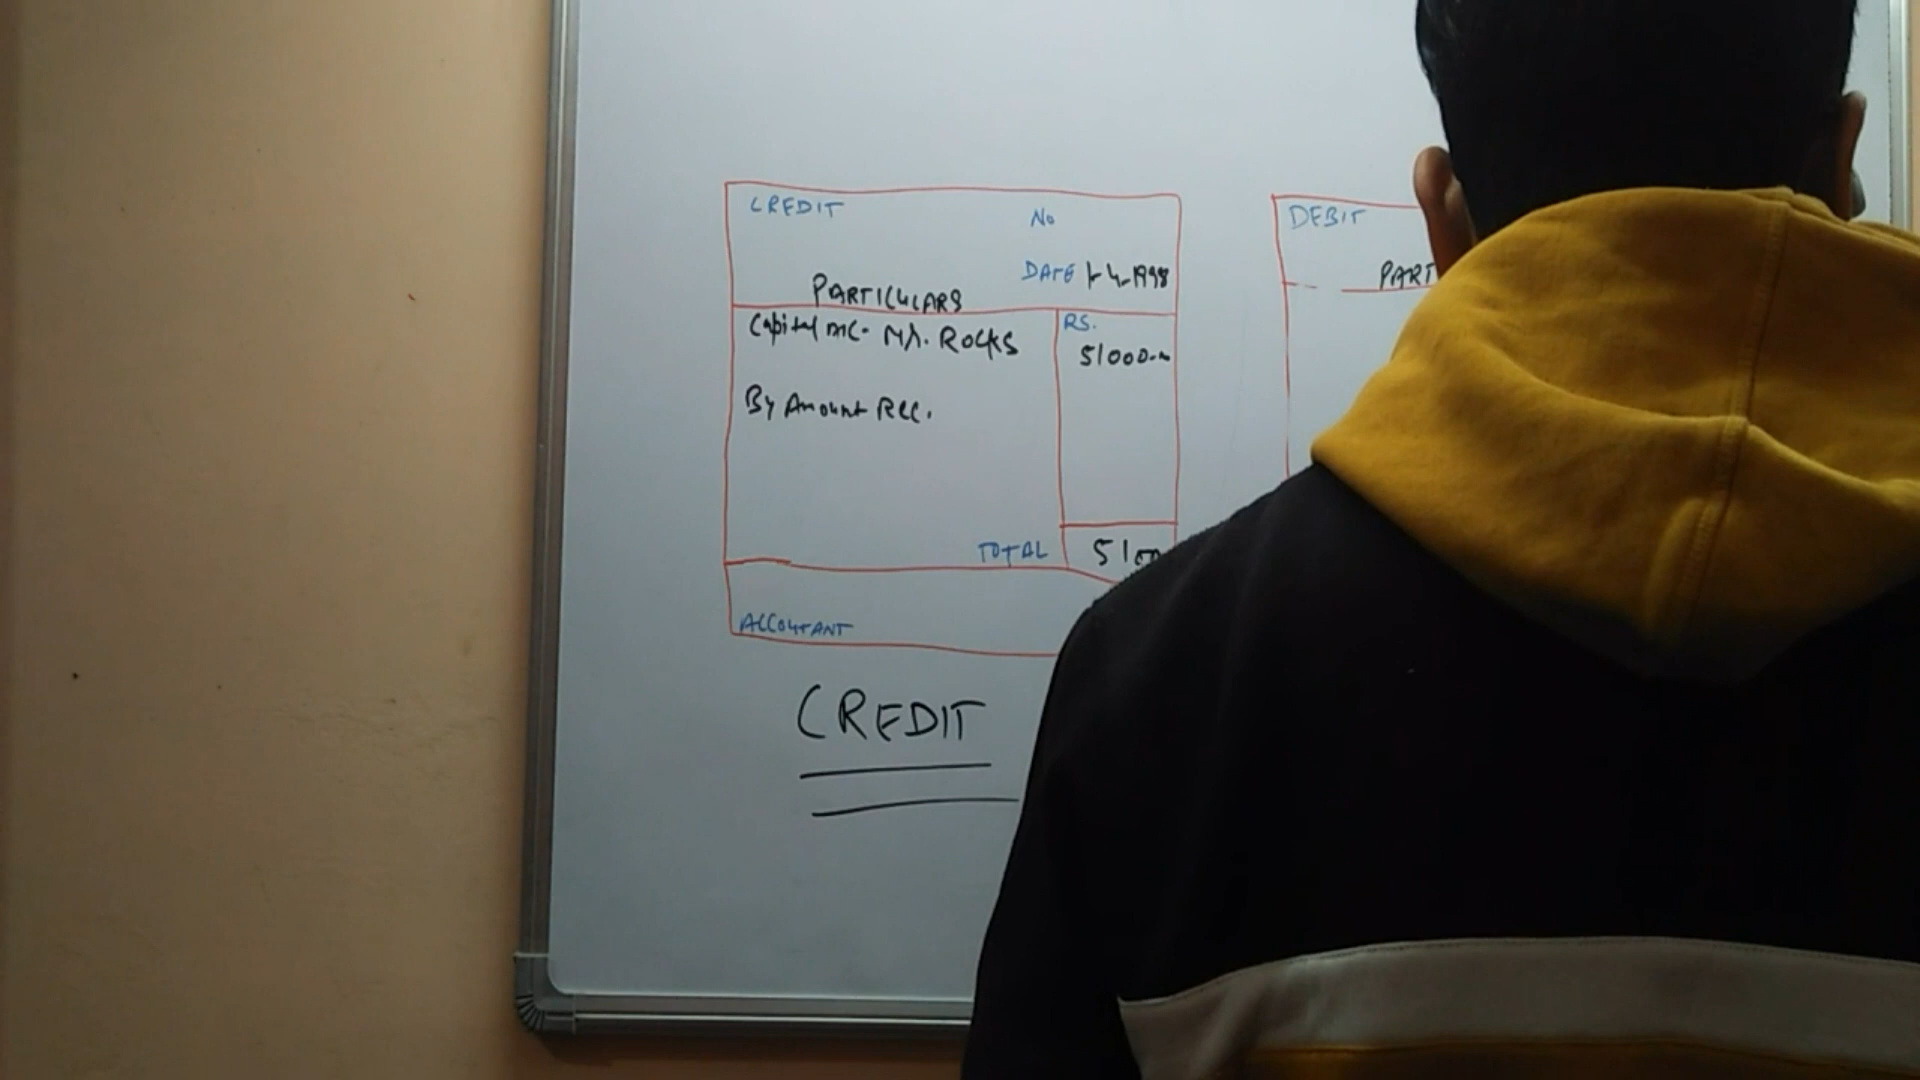 CREDIT No
DATE 1-4-1998
PARTICULARS
Capital A/C- Mr. ROCKS RS.
51000.00
By Amount Rec.
TOTAL
ACCOUNTANT
CREDIT
DEBIT